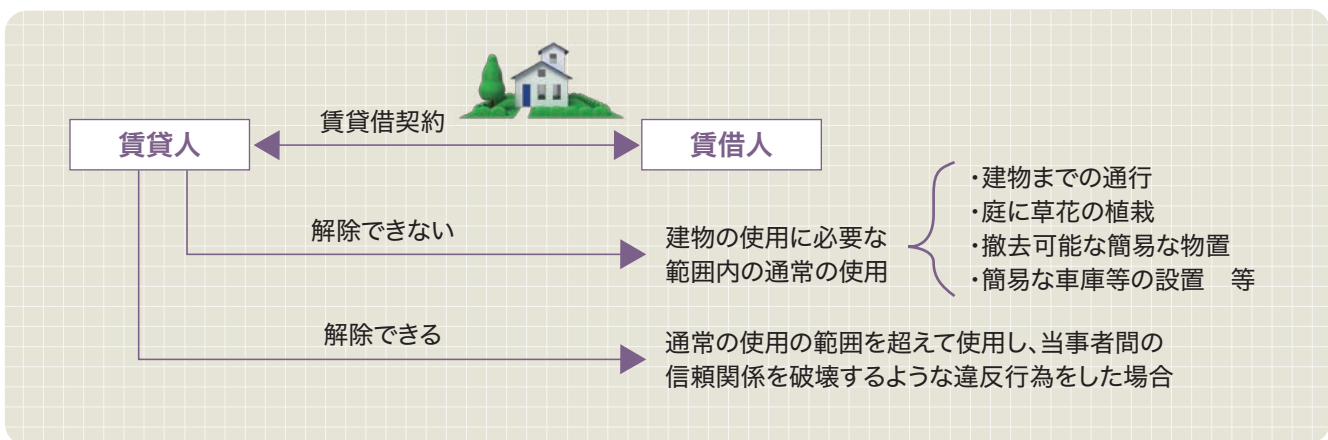 賃貸借契約
賃貸人
賃借人
解除できない
建物の使用に必要な
範囲内の通常の使用
・建物までの通行
・庭に草花の植栽
・撤去可能な簡易な物置
・簡易な車庫等の設置　等
解除できる
通常の使用の範囲を超えて使用し、当事者間の
信頼関係を破壊するような違反行為をした場合